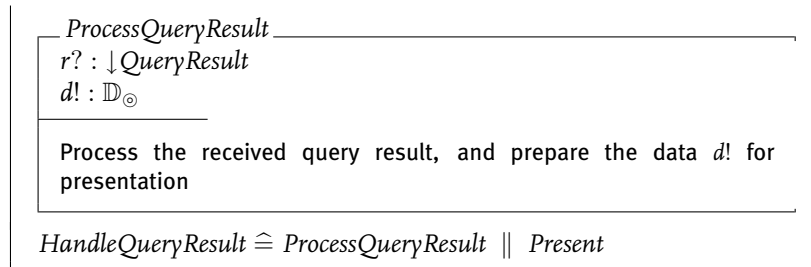 ProcessQueryResult
r? : ↓QueryResult
d! : 𝔻⊚
Process the received query result, and prepare the data d! for
presentation
HandleQueryResult ≙ ProcessQueryResult ∥ Present